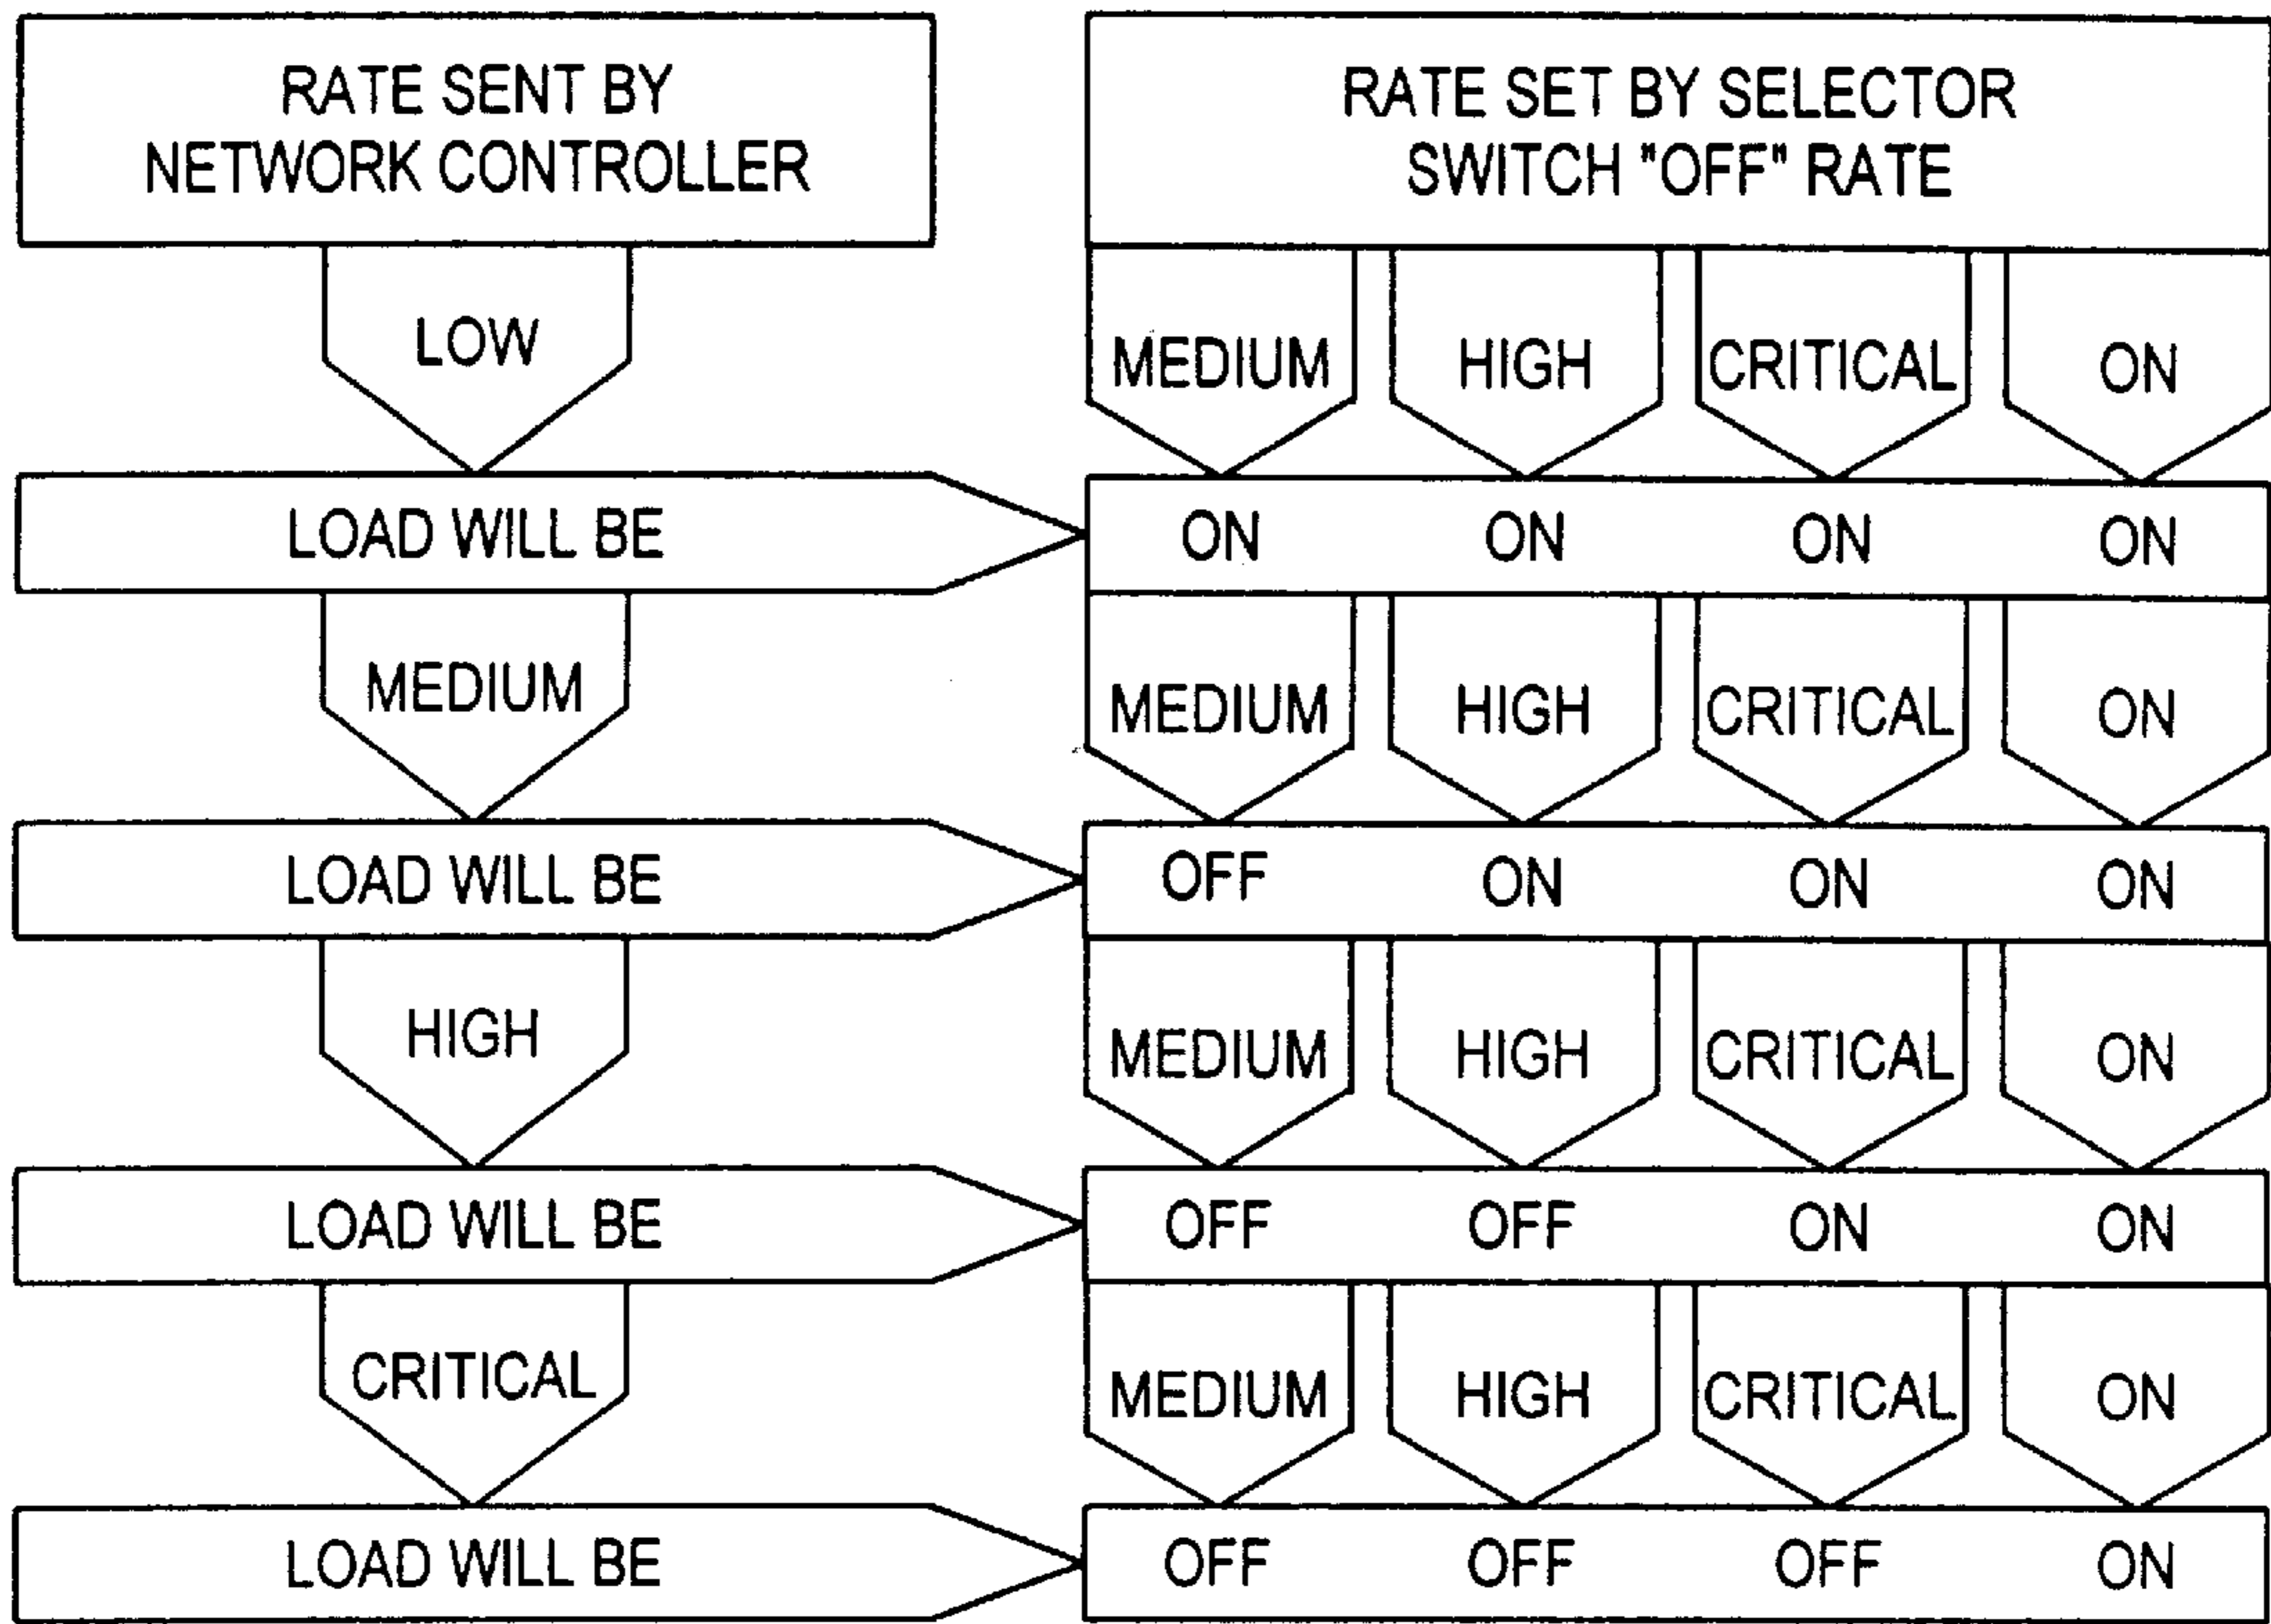 RATE SENT BY
NETWORK CONTROLLER
RATE SET BY SELECTOR
SWITCH "OFF" RATE
LOW
MEDIUM HIGH CRITICAL ON
LOAD WILL BE
ON ON ON ON
MEDIUM
MEDIUM HIGH CRITICAL ON
LOAD WILL BE
OFF ON ON ON
HIGH
MEDIUM HIGH CRITICAL ON
LOAD WILL BE
OFF OFF ON ON
CRITICAL
MEDIUM HIGH CRITICAL ON
LOAD WILL BE
OFF OFF OFF ON